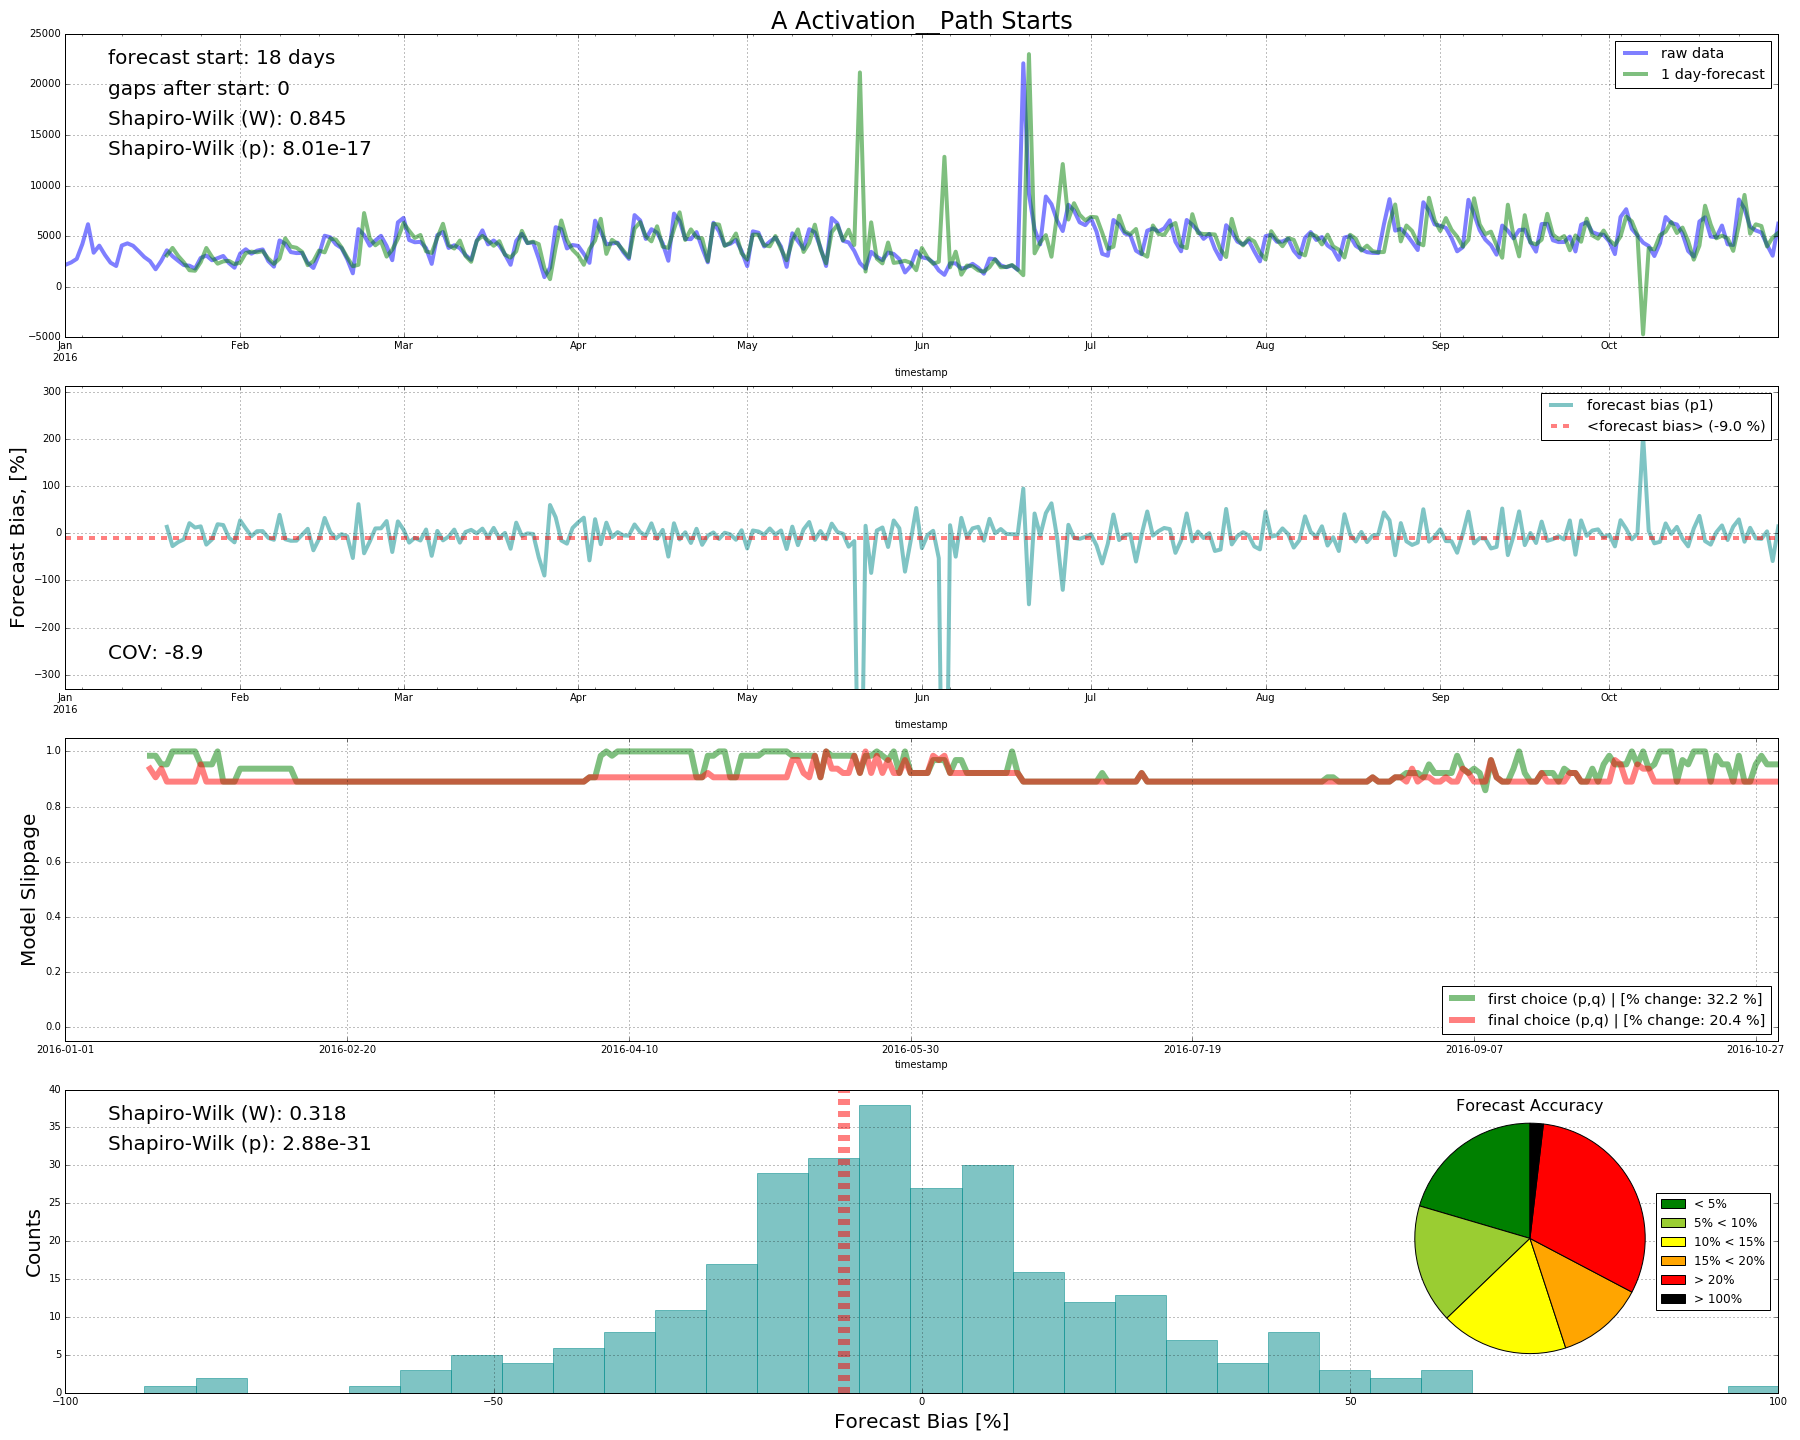 A Activation__Path Starts
25000
20000
15000
10000
5000
0
−5000
forecast start: 18 days
gaps after start: 0
Shapiro-Wilk (W): 0.845
Shapiro-Wilk (p): 8.01e-17
raw data
1 day-forecast
Jan Feb Mar Apr May Jun Jul Aug Sep Oct
2016
timestamp
Forecast Bias, [%]
300
200
100
0
−100
−200
−300
forecast bias (p1)
<forecast bias> (-9.0 %)
COV: -8.9
Jan Feb Mar Apr May Jun Jul Aug Sep Oct
2016
timestamp
Model Slippage
1.0
0.8
0.6
0.4
0.2
0.0
first choice (p,q) | [% change: 32.2 %]
final choice (p,q) | [% change: 20.4 %]
2016-01-01 2016-02-20 2016-04-10 2016-05-30 2016-07-19 2016-09-07 2016-10-27
timestamp
Counts
40
35
30
25
20
15
10
5
0
Shapiro-Wilk (W): 0.318
Shapiro-Wilk (p): 2.88e-31
Forecast Accuracy
< 5%
5% < 10%
10% < 15%
15% < 20%
> 20%
> 100%
−100 −50 0 50 100
Forecast Bias [%]